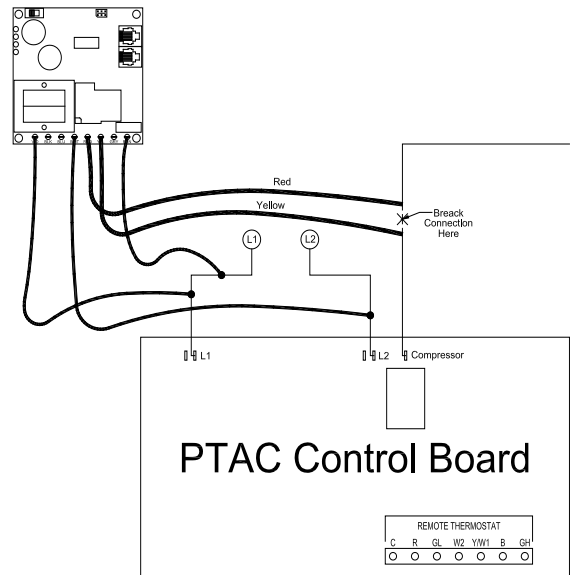 Red
Yellow
Breack
Connection
Here
L1
L2
L1
L2
Compressor
PTAC Control Board
REMOTE THERMOSTAT
C R GL W2 Y/W1 B GH